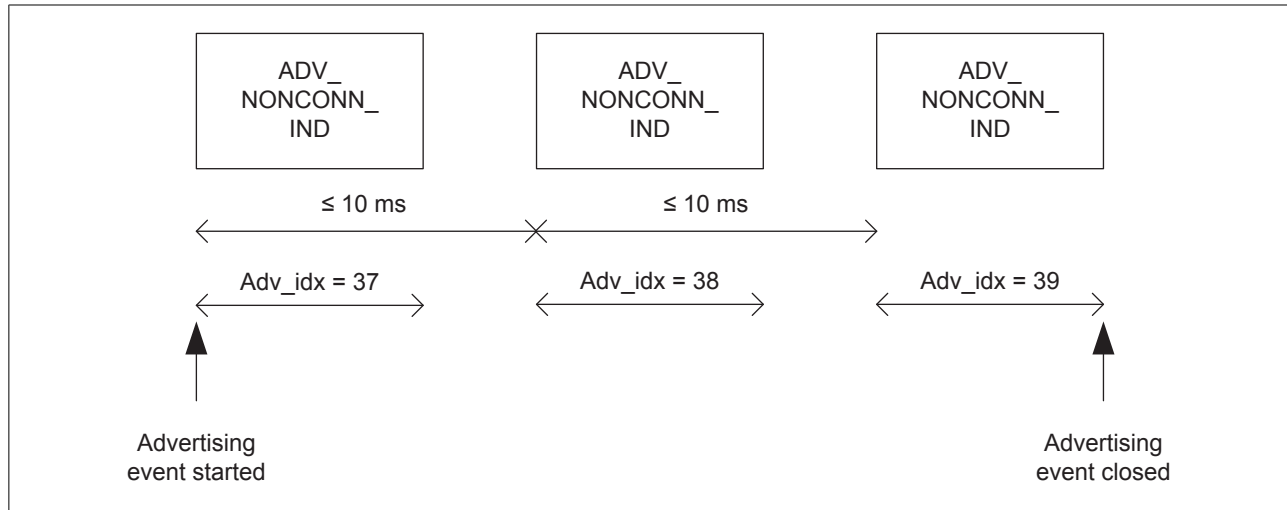 ADV_
NONCONN_
IND
ADV_
NONCONN_
IND
ADV_
NONCONN_
IND
≤ 10 ms
≤ 10 ms
Adv_idx = 37
Adv_idx = 38
Adv_idx = 39
Advertising
event started
Advertising
event closed